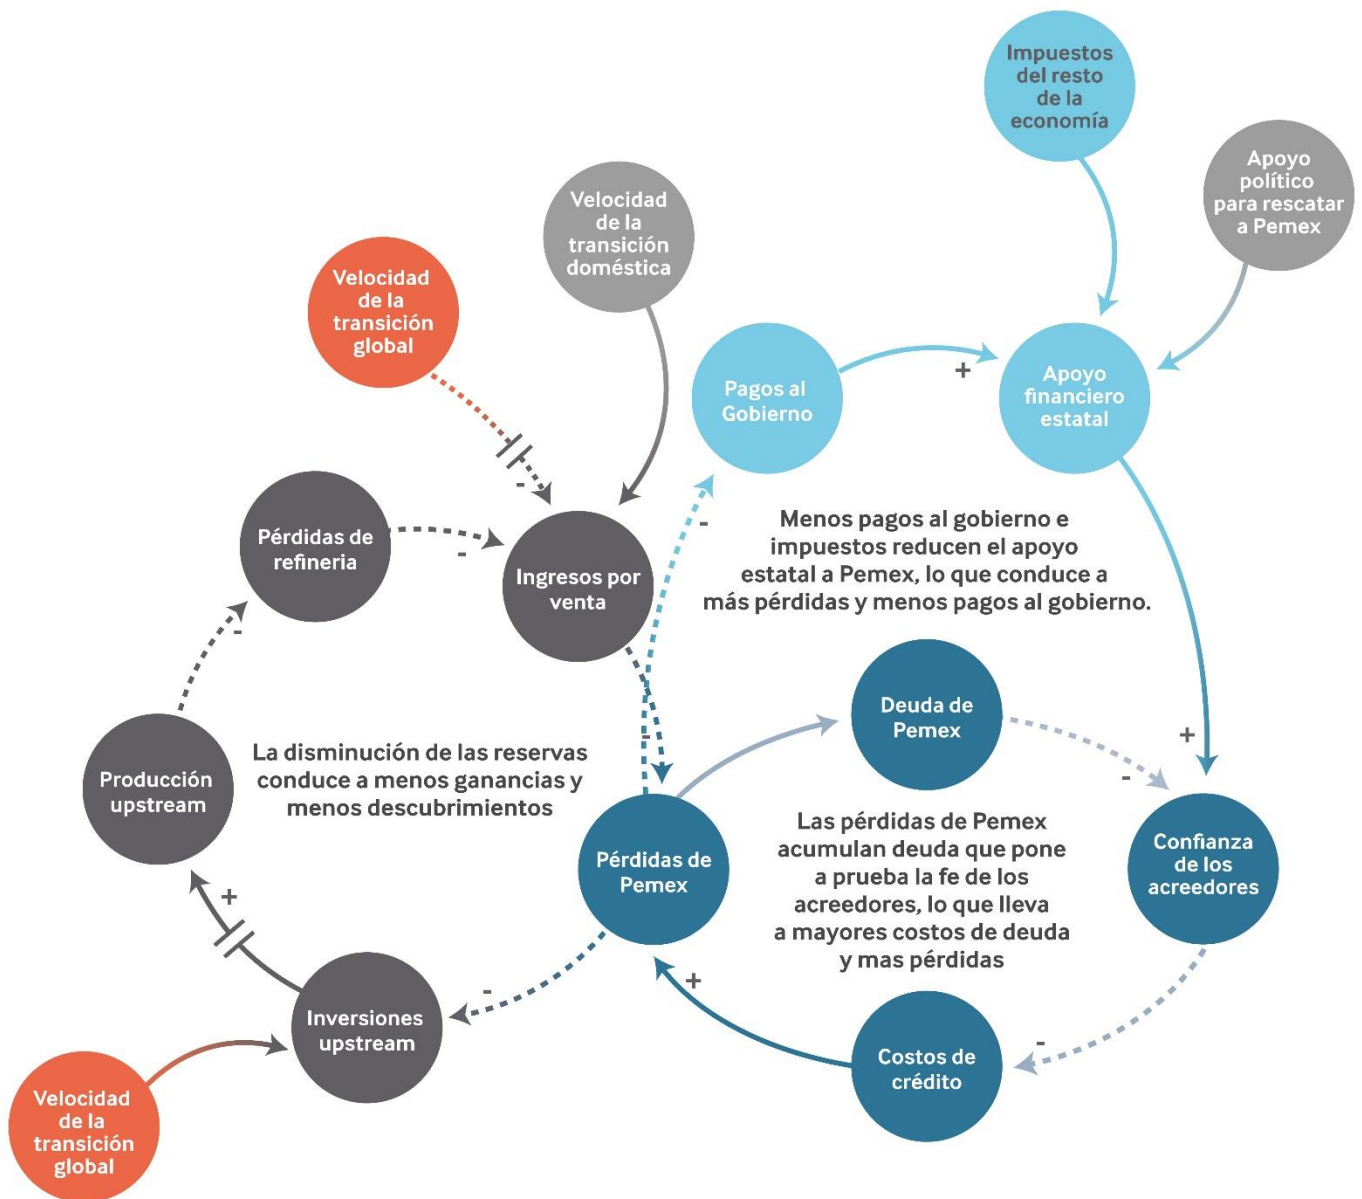 Impuestos
del resto
de la
economía
Apoyo
político
para rescatar
a Pemex
Velocidad
de la
transición
doméstica
Velocidad
de la
transición
global
Pagos al
Gobierno
+
Apoyo
financiero
estatal
-
Pérdidas de
refineria
-
Ingresos por
venta
-
Menos pagos al gobierno e
impuestos reducen el apoyo
estatal a Pemex, lo que conduce a
más pérdidas y menos pagos al gobierno.
-
Deuda de
Pemex
-
+
-
La disminución de las reservas
conduce a menos ganancias y
menos descubrimientos
Producción
upstream
Pérdidas de
Pemex
Las pérdidas de Pemex
acumulan deuda que pone
a prueba la fe de los
acreedores, lo que lleva
a mayores costos de deuda
y mas pérdidas
Confianza
de los
acreedores
+
-
+
Inversiones
upstream
-
Costos de
crédito
Velocidad
de la
transición
global